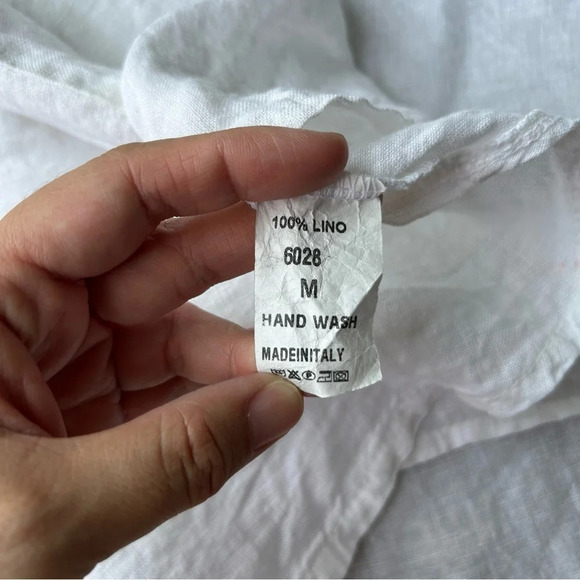 100% LINO
6028
M
HAND WASH
MADEINITALY